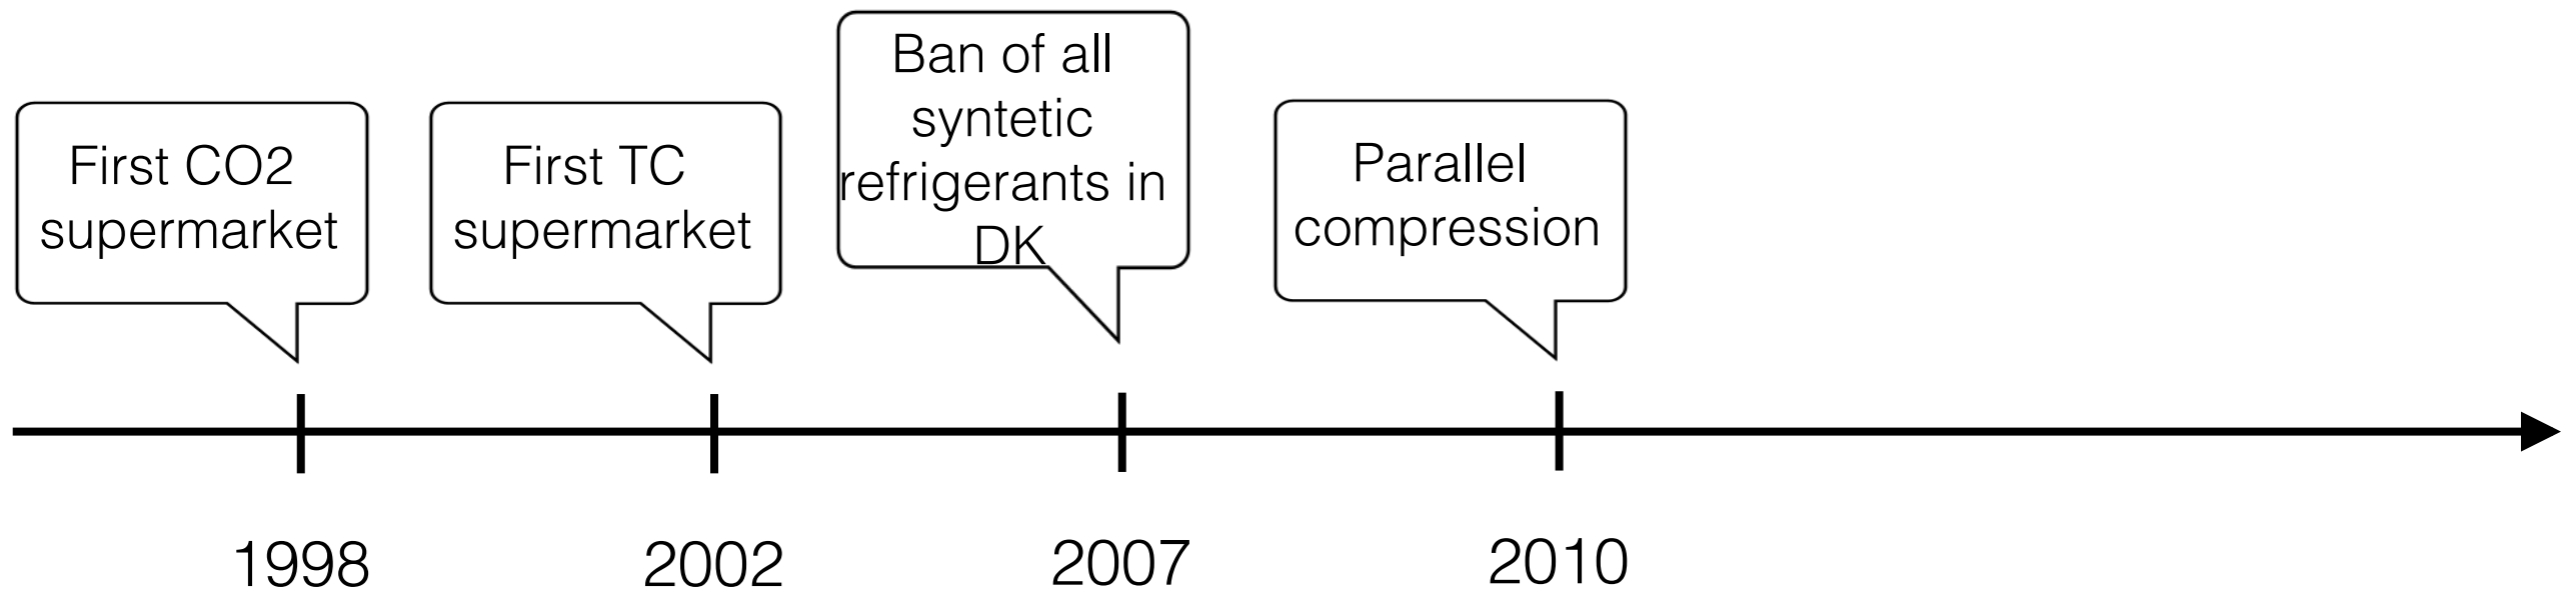 First CO2
supermarket
First TC
supermarket
Ban of all
syntetic
refrigerants in
DK
Parallel
compression
1998
2002
2007
2010